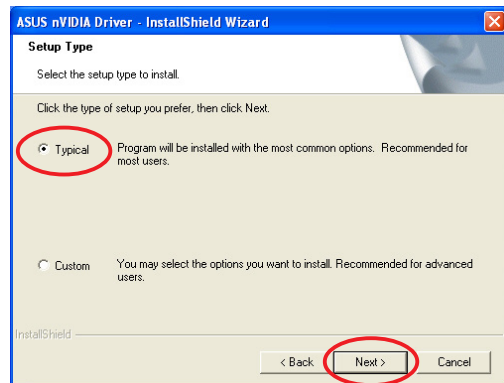 ASUS nVIDIA Driver - InstallShield Wizard
Setup Type
Select the setup type to install.
Click the type of setup you prefer, then click Next.
Typical
Program will be installed with the most common options. Recommended for
most users.
Custom
You may select the options you want to install. Recommended for advanced
users.
InstallShield
< Back
Next >
Cancel